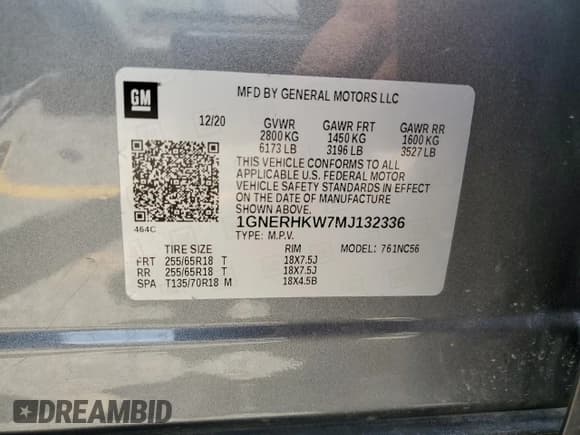 GM
MFD BY GENERAL MOTORS LLC
12/20 GVWR GAWR FRT GAWR RR
2800 KG 1450 KG 1600 KG
6173 LB 3196 LB 3527 LB
THIS VEHICLE CONFORMS TO ALL
APPLICABLE U.S. FEDERAL MOTOR
VEHICLE SAFETY STANDARDS IN EFFECT
ON THE DATE OF MANUFACTURE
SHOWN ABOVE.
1GNERHKW7MJ132336
464C TYPE: M.P.V.
TIRE SIZE RIM MODEL: 761NC56
FRT 255/65R18 T 18X7.5J
RR 255/65R18 T 18X7.5J
SPA T135/70R18 M 18X4.5B
DREAMBID